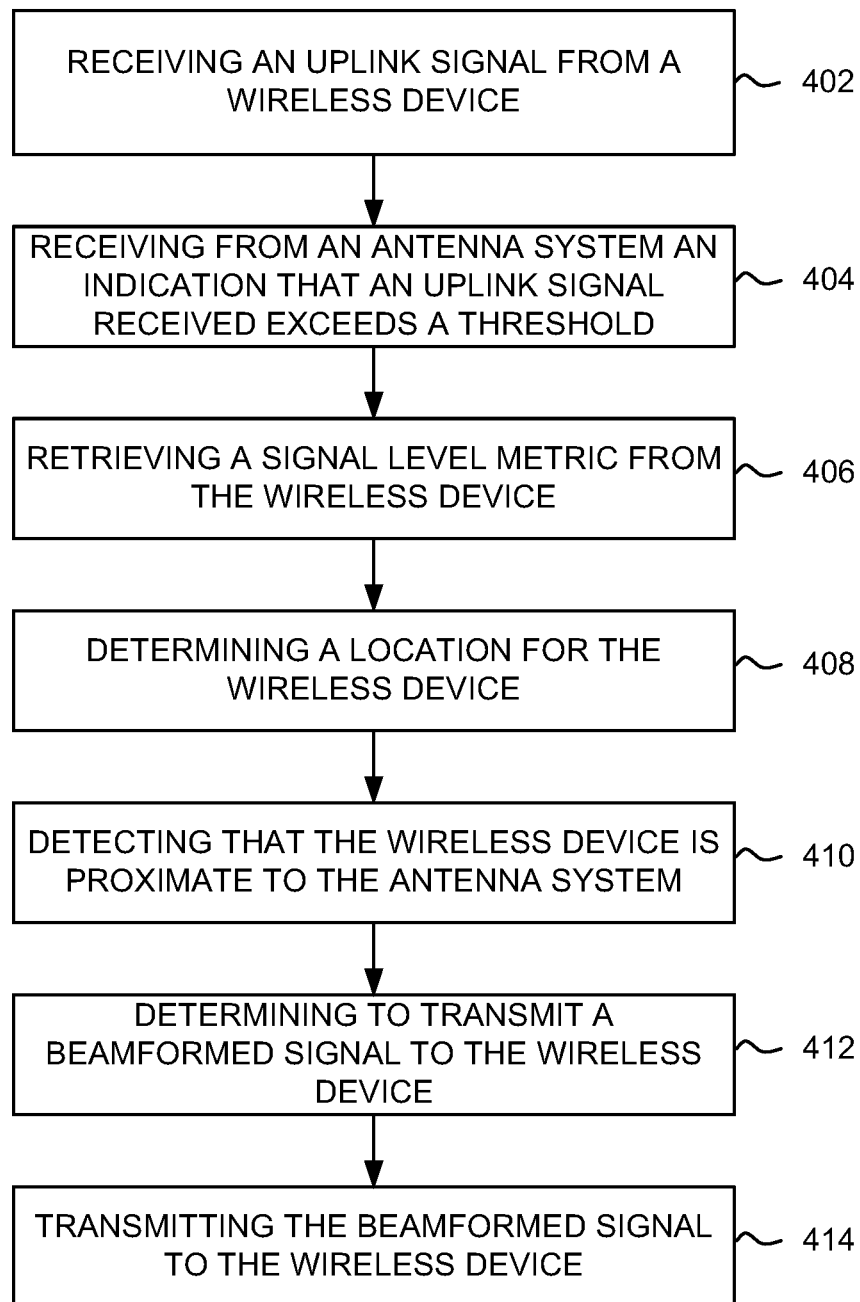 RECEIVING AN UPLINK SIGNAL FROM A
WIRELESS DEVICE
402
RECEIVING FROM AN ANTENNA SYSTEM AN
INDICATION THAT AN UPLINK SIGNAL
RECEIVED EXCEEDS A THRESHOLD
404
RETRIEVING A SIGNAL LEVEL METRIC FROM
THE WIRELESS DEVICE
406
DETERMINING A LOCATION FOR THE
WIRELESS DEVICE
408
DETECTING THAT THE WIRELESS DEVICE IS
PROXIMATE TO THE ANTENNA SYSTEM
410
DETERMINING TO TRANSMIT A
BEAMFORMED SIGNAL TO THE WIRELESS
DEVICE
412
TRANSMITTING THE BEAMFORMED SIGNAL
TO THE WIRELESS DEVICE
414